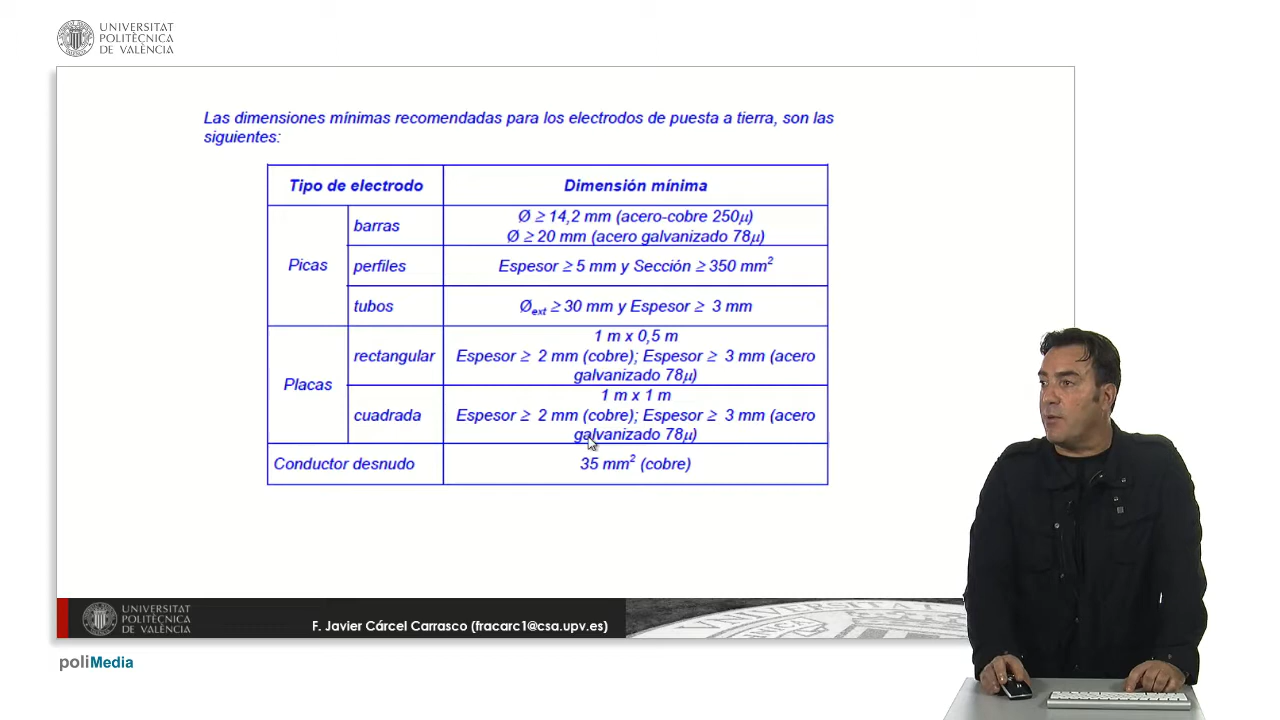 UNIVERSITAT
POLITÈCNICA
DE VALÈNCIA
Las dimensiones mínimas recomendadas para los electrodos de puesta a tierra, son las
siguientes:
Tipo de electrodo Dimensión mínima
Picas
barras
Ø ≥ 14,2 mm (acero-cobre 250μ)
Ø ≥ 20 mm (acero galvanizado 78μ)
perfiles
Espesor ≥ 5 mm y Sección ≥ 350 mm²
tubos
Øext ≥ 30 mm y Espesor ≥ 3 mm
Placas
rectangular
1 m x 0,5 m
Espesor ≥ 2 mm (cobre); Espesor ≥ 3 mm (acero
galvanizado 78μ)
cuadrada
1 m x 1 m
Espesor ≥ 2 mm (cobre); Espesor ≥ 3 mm (acero
galvanizado 78μ)
Conductor desnudo 35 mm² (cobre)
UNIVERSITAT
POLITÈCNICA
DE VALÈNCIA
F. Javier Cárcel Carrasco (fracarc1@csa.upv.es)
poliMedia